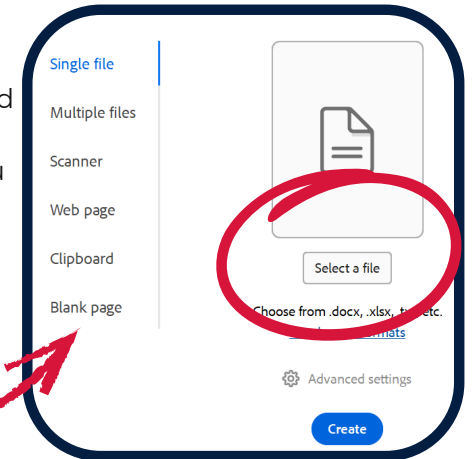 Single file
Multiple files
Scanner
Web page
Clipboard
Blank page
Select a file
Choose from .docx, .xlsx, etc.
Advanced settings
Create